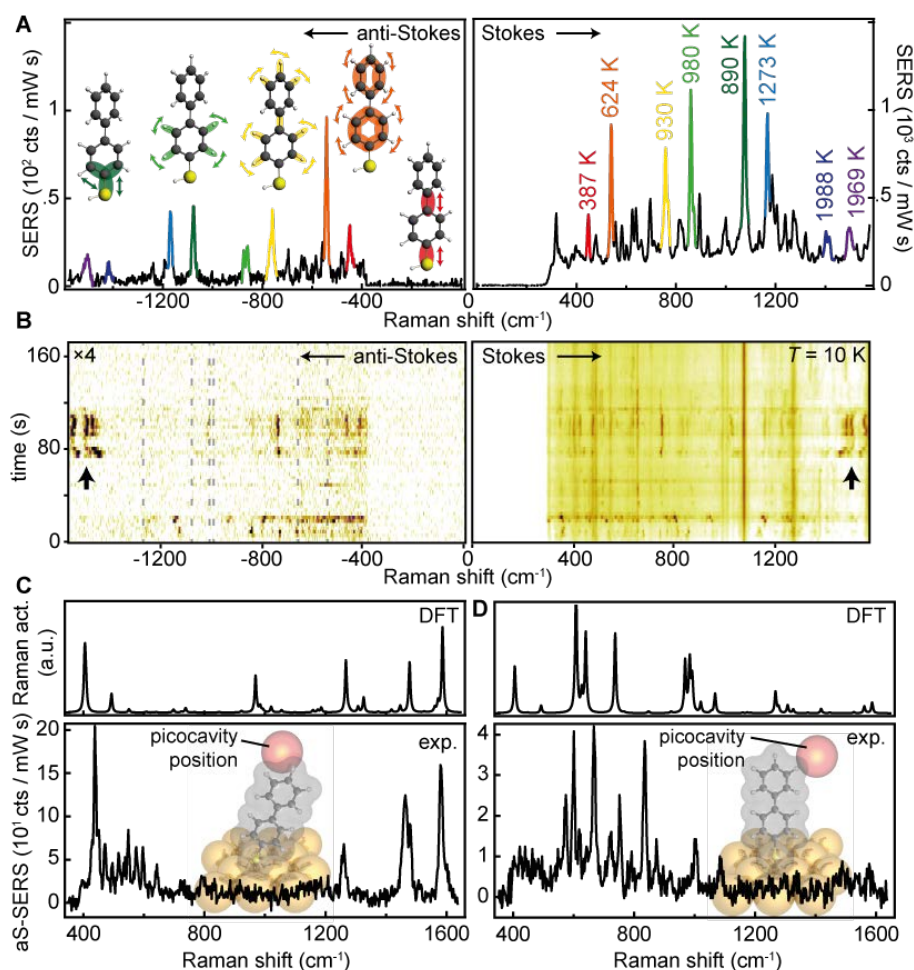 A
anti-Stokes
Stokes
SERS (10² cts / mW s)
1
.5
0
387 K
624 K
930 K
980 K
890 K
1273 K
1988 K
1969 K
1
.5
0
SERS (10³ cts / mW s)
-1200
-800
-400
0
400
800
1200
Raman shift (cm⁻¹)
B
×4
anti-Stokes
Stokes
T = 10 K
time (s)
160
80
0
-1200
-800
-400
0
400
800
1200
Raman shift (cm⁻¹)
Raman shift (cm⁻¹)
C
DFT
Raman act.
(a.u.)
aS-SERS (10¹ cts / mW s)
20
15
10
5
0
exp.
picocavity
position
400
800
1200
1600
Raman shift (cm⁻¹)
D
DFT
4
3
2
1
0
exp.
picocavity
position
400
800
1200
1600
Raman shift (cm⁻¹)